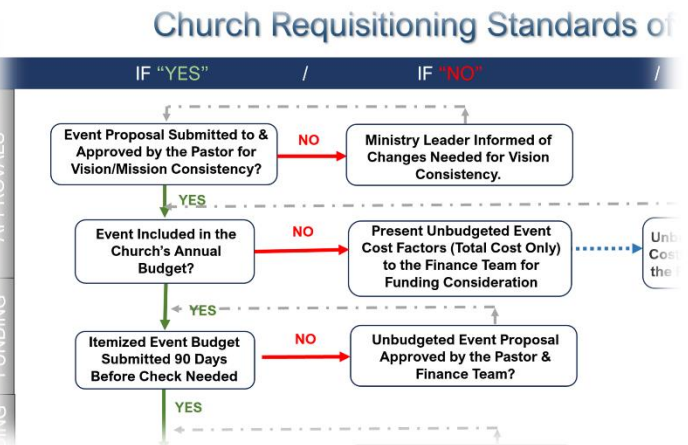 Church Requisitioning Standards of
IF “YES” / IF “NO” /
Event Proposal Submitted to &
Approved by the Pastor for
Vision/Mission Consistency?
NO
Ministry Leader Informed of
Changes Needed for Vision
Consistency.
YES
Event Included in the
Church’s Annual
Budget?
NO
Present Unbudgeted Event
Cost Factors (Total Cost Only)
to the Finance Team for
Funding Consideration
the
YES
Itemized Event Budget
Submitted 90 Days
Before Check Needed
NO
Unbudgeted Event Proposal
Approved by the Pastor &
Finance Team?
YES